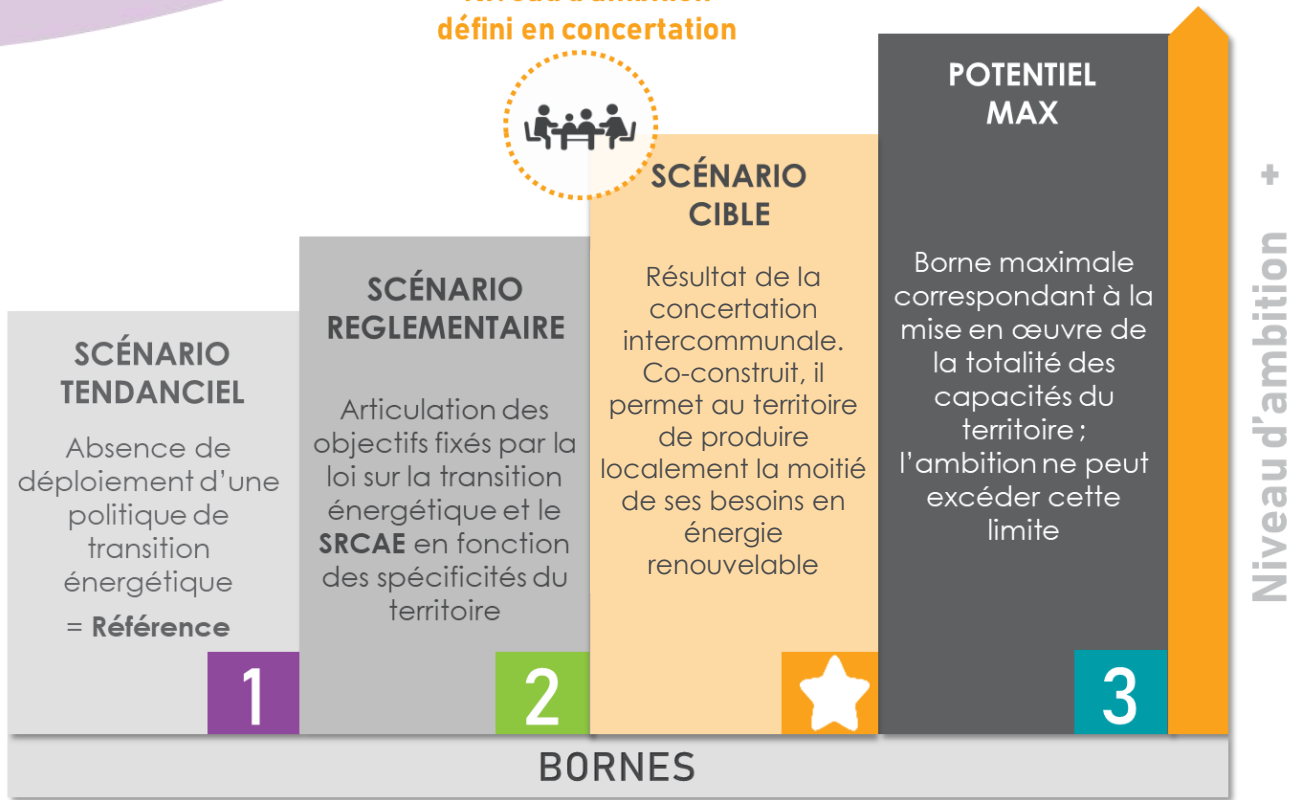 défini en concertation
POTENTIEL
MAX
Borne maximale
correspondant à la
mise en œuvre de
la totalité des
capacités du
territoire ;
l'ambition ne peut
excéder cette
limite
3
SCÉNARIO
CIBLE
Résultat de la
concertation
intercommunale.
Co-construit, il
permet au territoire
de produire
localement la moitié
de ses besoins en
énergie
renouvelable
SCÉNARIO
REGLEMENTAIRE
Articulation des
objectifs fixés par la
loi sur la transition
énergétique et le
SRCAE en fonction
des spécificités du
territoire
2
SCÉNARIO
TENDANCIEL
Absence de
déploiement d'une
politique de
transition
énergétique
= Référence
1
BORNES
Niveau d'ambition +